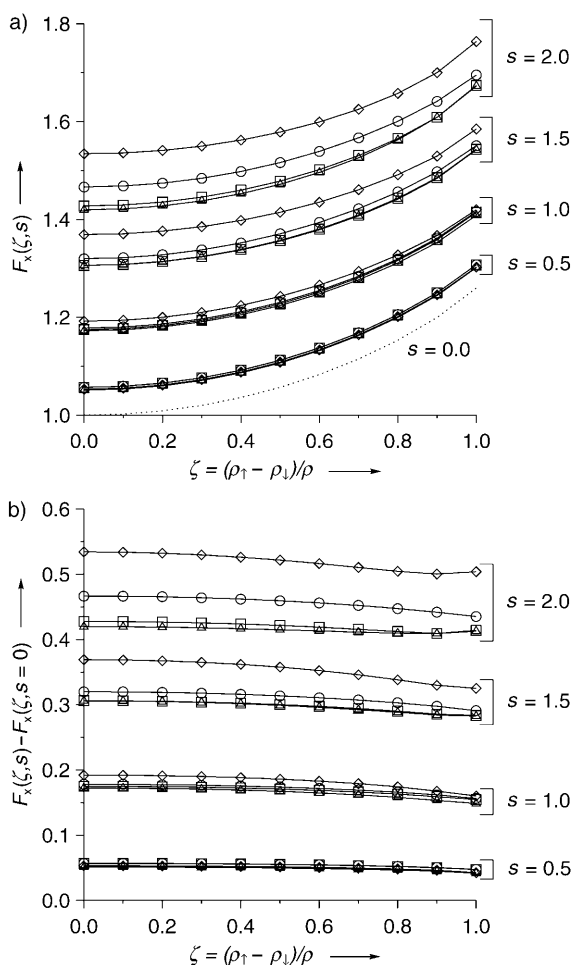 a)
1.8
1.6
1.4
1.2
1.0
Fx(ζ,s)
s = 2.0
s = 1.5
s = 1.0
s = 0.5
s = 0.0
0.0 0.2 0.4 0.6 0.8 1.0
ζ = (ρ↑ − ρ↓)/ρ
b)
0.6
0.5
0.4
0.3
0.2
0.1
0.0
Fx(ζ,s) − Fx(ζ,s = 0)
s = 2.0
s = 1.5
s = 1.0
s = 0.5
0.0 0.2 0.4 0.6 0.8 1.0
ζ = (ρ↑ − ρ↓)/ρ